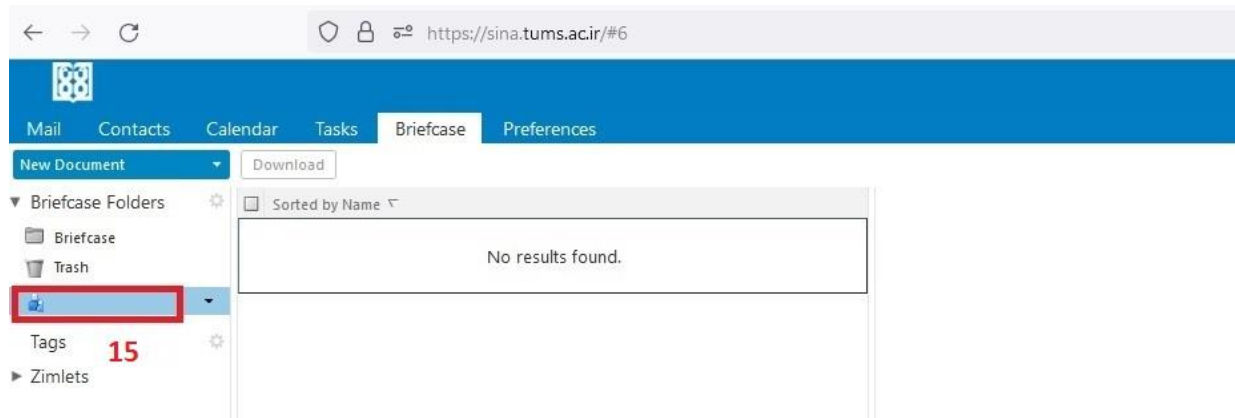 https://sina.tums.ac.ir/#6
Mail Contacts Calendar Tasks Briefcase Preferences
New Document Download
Briefcase Folders Sorted by Name
Briefcase
No results found.
Trash
Tags 15
Zimlets